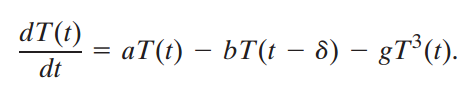 dT(t)/dt = aT(t) − bT(t − δ) − gT³(t).